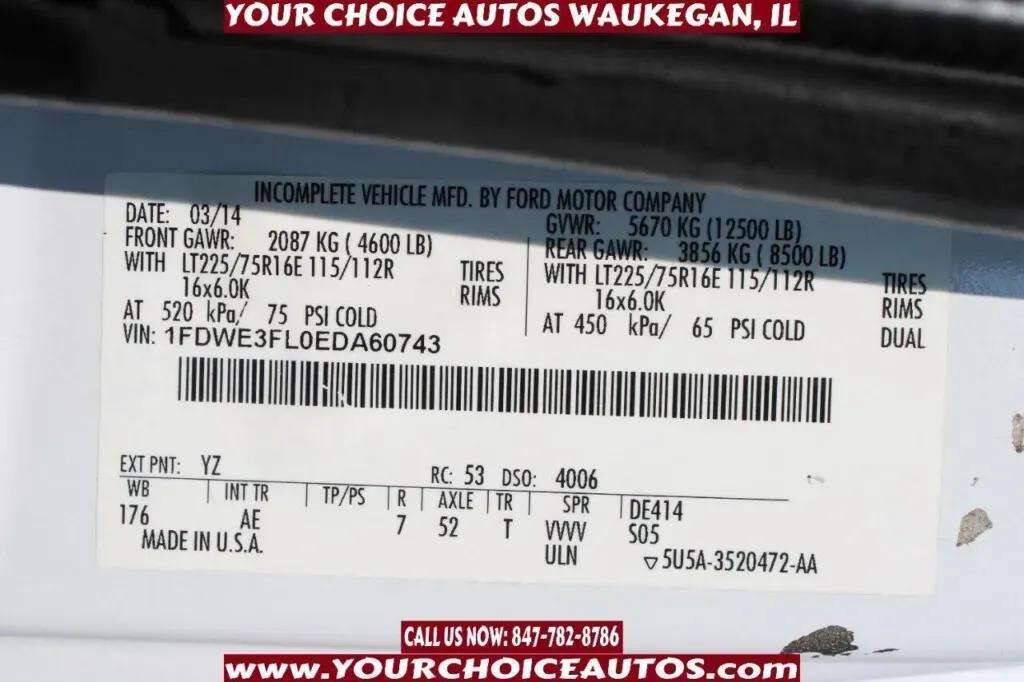 YOUR CHOICE AUTOS WAUKEGAN, IL
INCOMPLETE VEHICLE MFD. BY FORD MOTOR COMPANY
DATE: 03/14 GVWR: 5670 KG (12500 LB)
FRONT GAWR: 2087 KG ( 4600 LB) REAR GAWR: 3856 KG ( 8500 LB)
WITH LT225/75R16E 115/112R TIRES WITH LT225/75R16E 115/112R TIRES
16x6.0K RIMS 16x6.0K RIMS
AT 520 kPa/ 75 PSI COLD AT 450 kPa/ 65 PSI COLD DUAL
VIN: 1FDWE3FL0EDA60743
EXT PNT: YZ RC: 53 DSO: 4006
WB INT TR TP/PS R AXLE TR SPR DE414
176 AE 7 52 T VVVV S05
MADE IN U.S.A. ULN ▽5U5A-3520472-AA
CALL US NOW: 847-782-8786
www.YOURCHOICEAUTOS.com